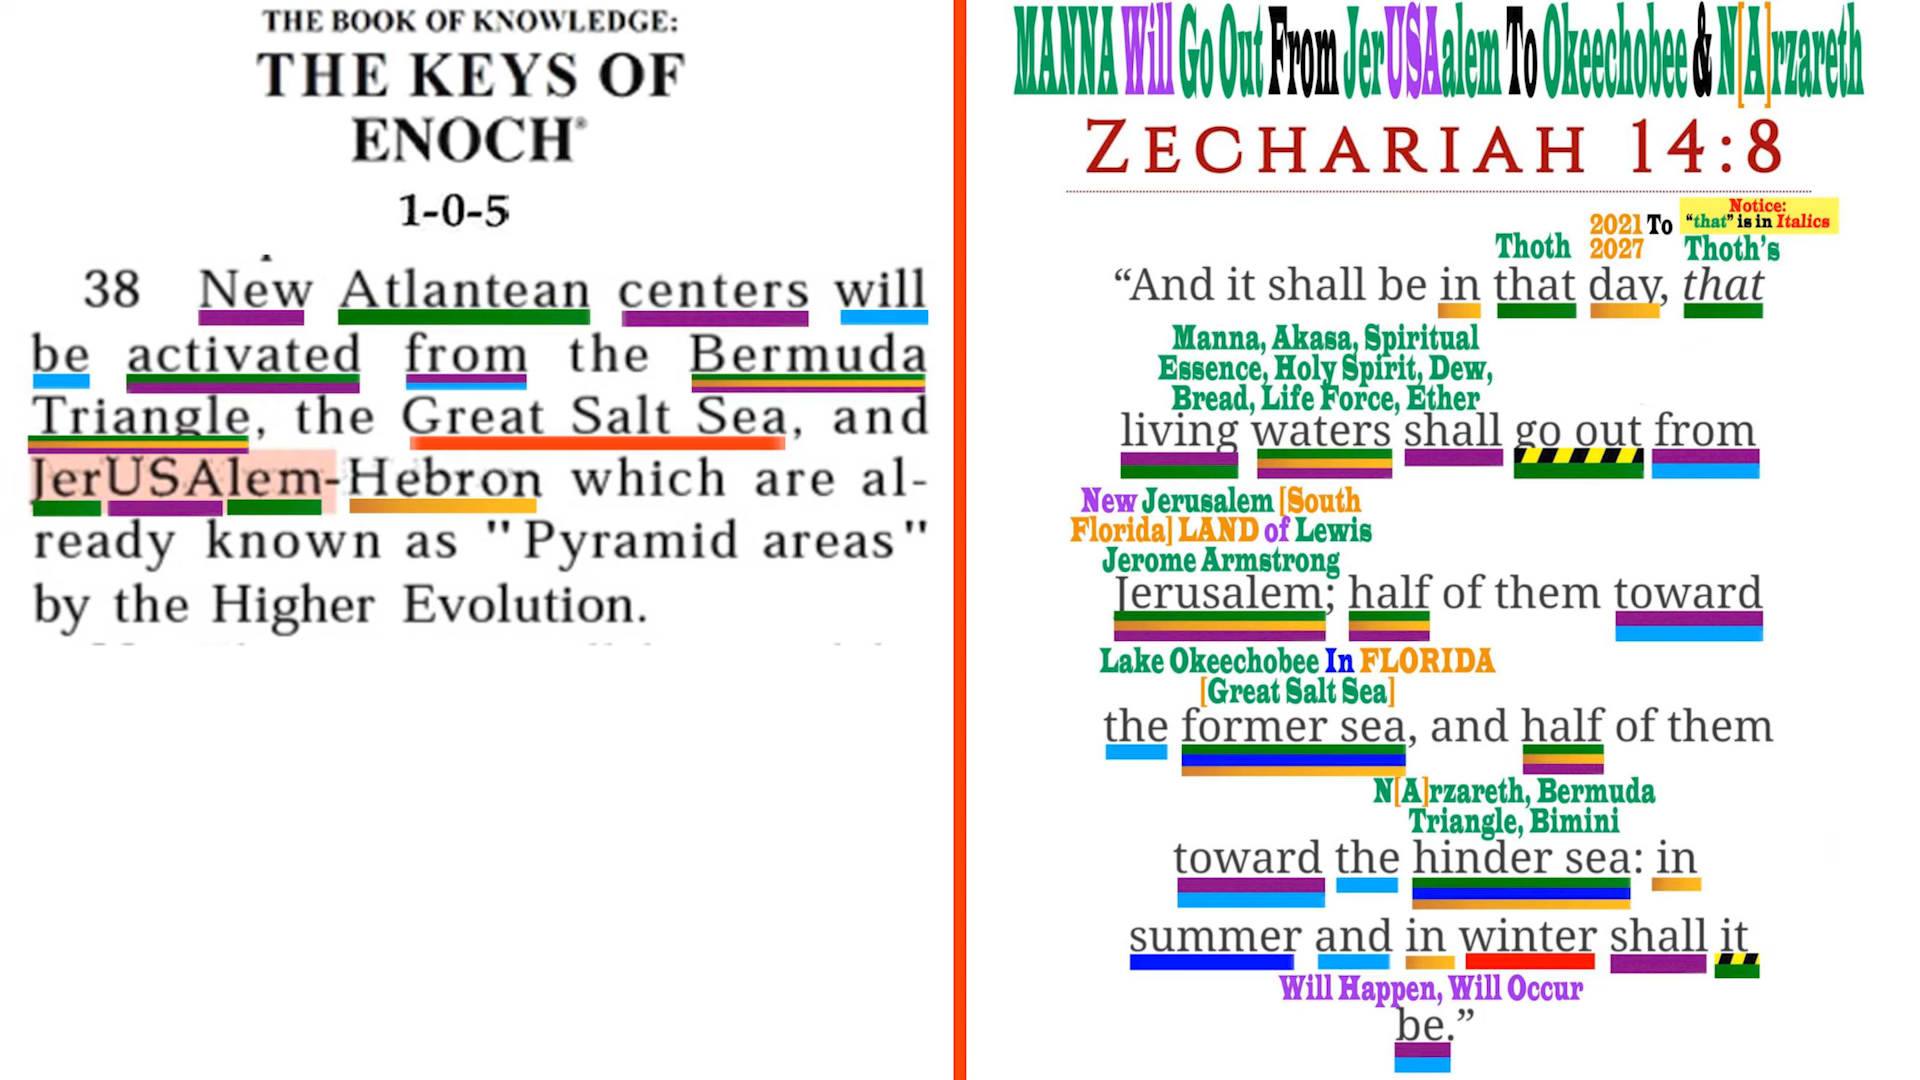 THE BOOK OF KNOWLEDGE:
THE KEYS OF
ENOCH®
1-0-5
38 New Atlantean centers will
be activated from the Bermuda
Triangle, the Great Salt Sea, and
JerUSAlem-Hebron which are al-
ready known as "Pyramid areas"
by the Higher Evolution.
MANNA Will Go Out From JerUSAalem To Okeechobee & N[A]rzareth
ZECHARIAH 14:8
Notice:
"that" is in Italics
2021 To
2027
Thoth
Thoth's
“And it shall be in that day, that
Manna, Akasa, Spiritual
Essence, Holy Spirit, Dew,
Bread, Life Force, Ether
living waters shall go out from
New Jerusalem [South
Florida] LAND of Lewis
Jerome Armstrong
Jerusalem; half of them toward
Lake Okeechobee In FLORIDA
[Great Salt Sea]
the former sea, and half of them
N[A]rzareth, Bermuda
Triangle, Bimini
toward the hinder sea: in
summer and in winter shall it
Will Happen, Will Occur
be.”